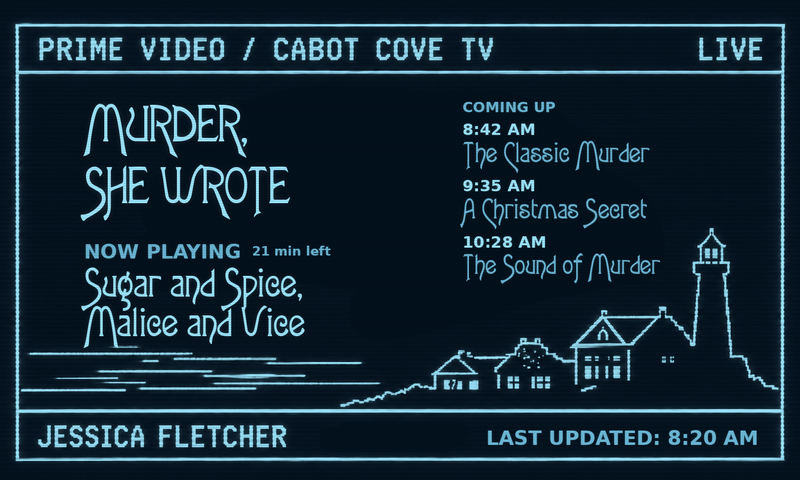 PRIME VIDEO / CABOT COVE TV
LIVE
MURDER,
SHE WROTE
NOW PLAYING 21 min left
Sugar and Spice,
Malice and Vice
COMING UP
8:42 AM
The Classic Murder
9:35 AM
A Christmas Secret
10:28 AM
The Sound of Murder
JESSICA FLETCHER
LAST UPDATED: 8:20 AM